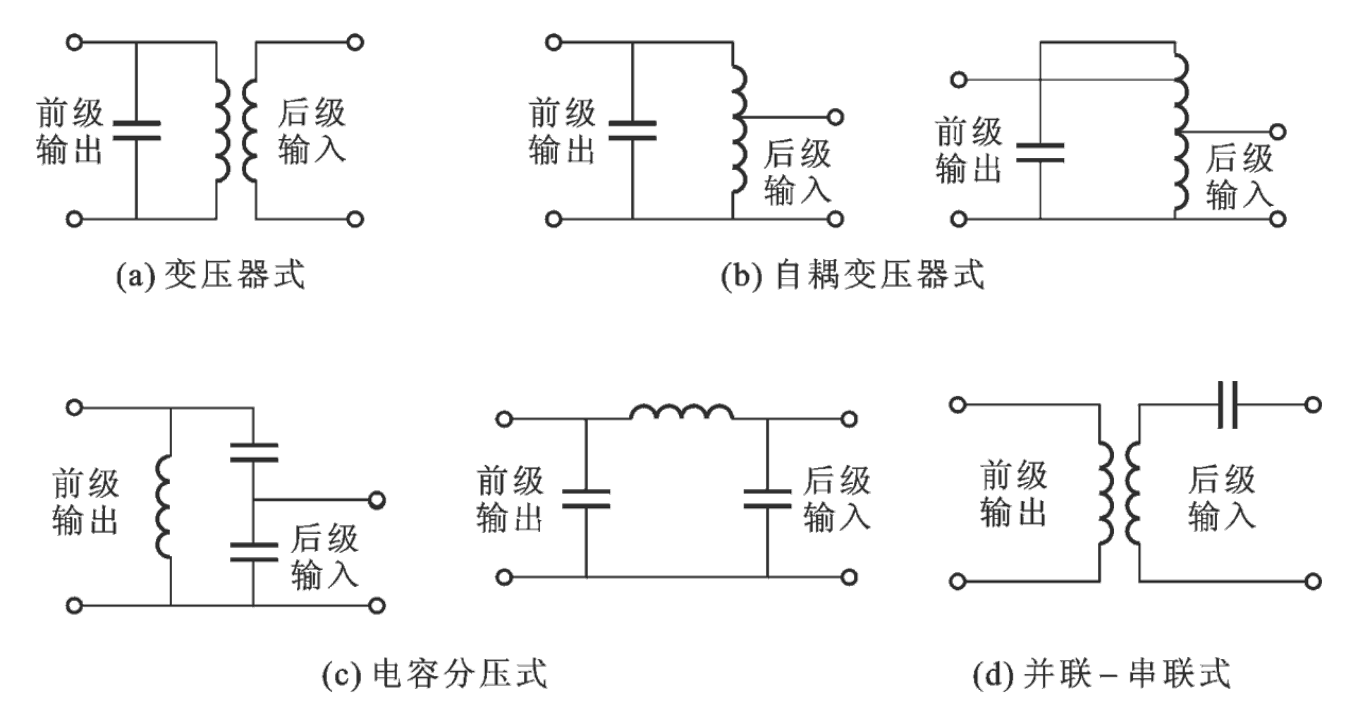 前级
输出
后级
输入
前级
输出
后级
输入
前级
输出
后级
输入
(a) 变压器式
(b) 自耦变压器式
前级
输出
后级
输入
前级
输出
后级
输入
前级
输出
后级
输入
(c) 电容分压式
(d) 并联－串联式